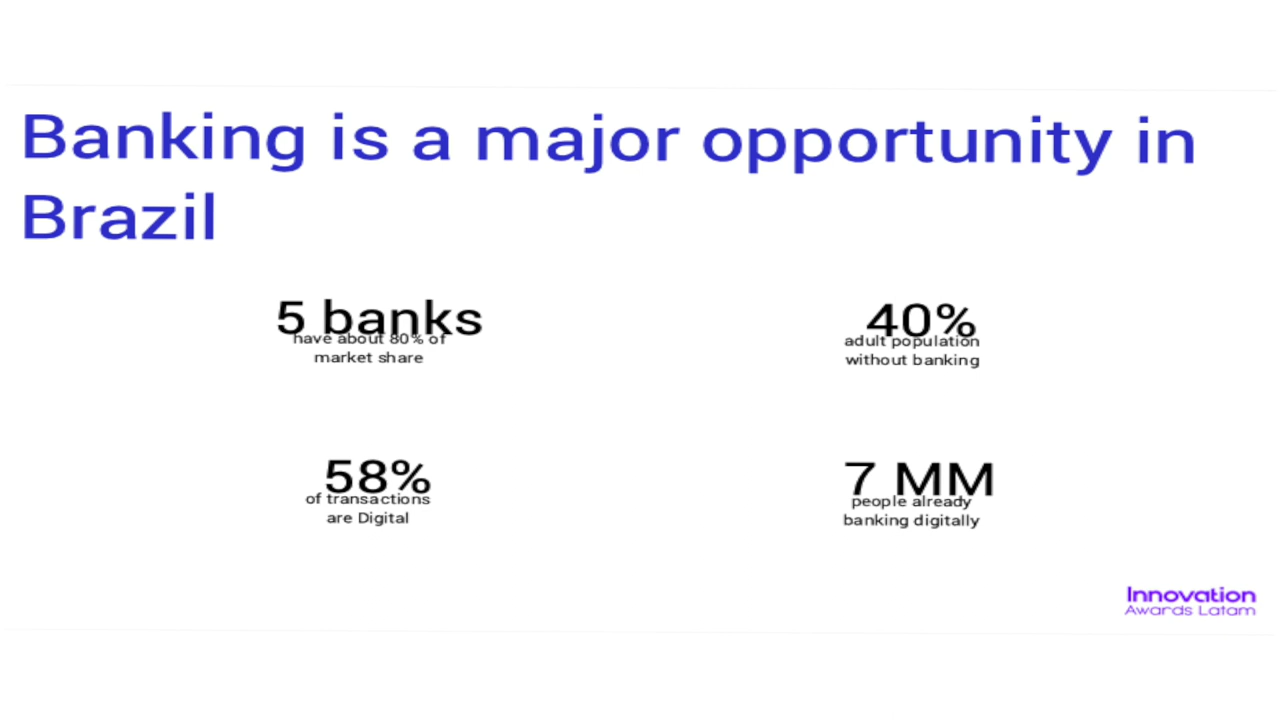 Banking is a major opportunity in
Brazil
5 banks
have about 80% of
market share
40%
adult population
without banking
58%
of transactions
are Digital
7 MM
people already
banking digitally
Innovation
Awards Latam